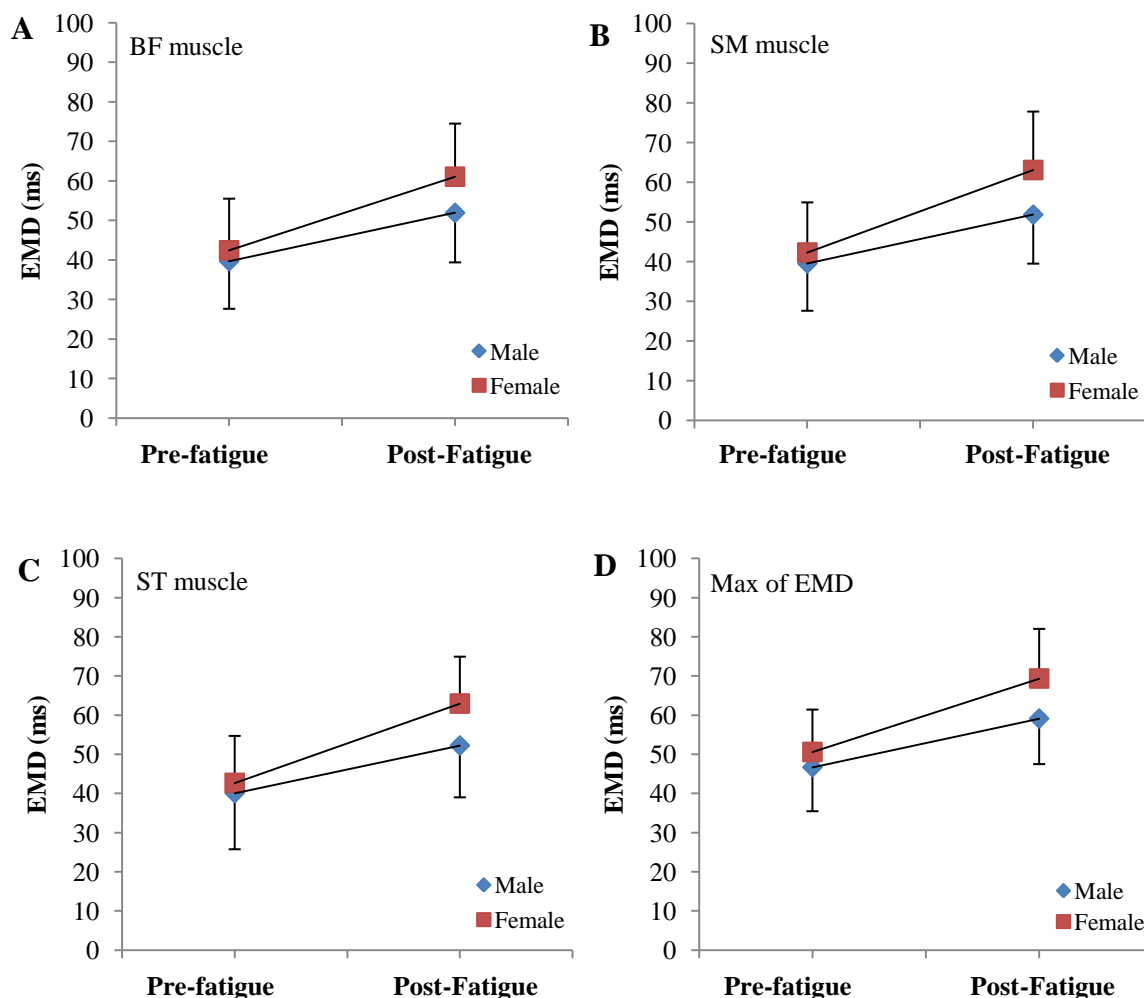 A
BF muscle
100
90
80
70
60
50
40
30
20
10
0
EMD (ms)
Male
Female
Pre-fatigue
Post-Fatigue
B
SM muscle
100
90
80
70
60
50
40
30
20
10
0
EMD (ms)
Male
Female
Pre-fatigue
Post-Fatigue
C
ST muscle
100
90
80
70
60
50
40
30
20
10
0
EMD (ms)
Male
Female
Pre-fatigue
Post-Fatigue
D
Max of EMD
100
90
80
70
60
50
40
30
20
10
0
EMD (ms)
Male
Female
Pre-fatigue
Post-Fatigue